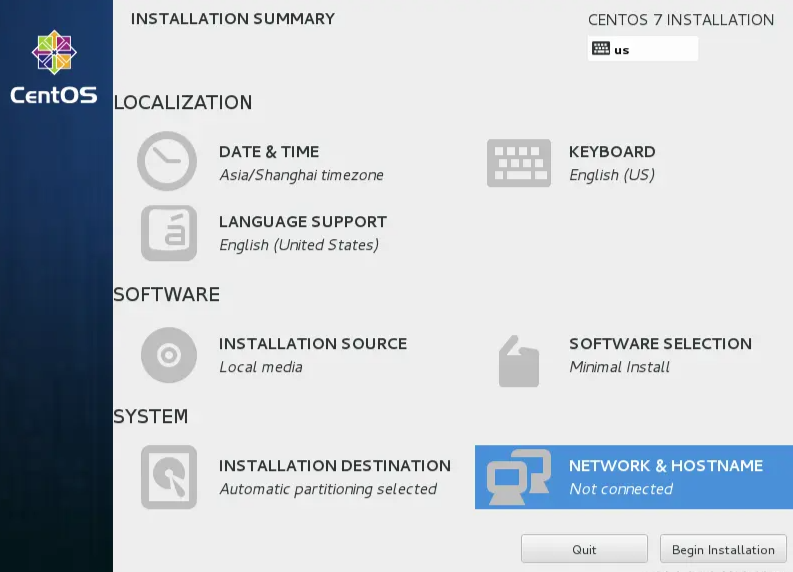 INSTALLATION SUMMARY
CENTOS 7 INSTALLATION
us
CentOS
LOCALIZATION
DATE & TIME
Asia/Shanghai timezone
KEYBOARD
English (US)
LANGUAGE SUPPORT
English (United States)
SOFTWARE
INSTALLATION SOURCE
Local media
SOFTWARE SELECTION
Minimal Install
SYSTEM
INSTALLATION DESTINATION
Automatic partitioning selected
NETWORK & HOSTNAME
Not connected
Quit
Begin Installation